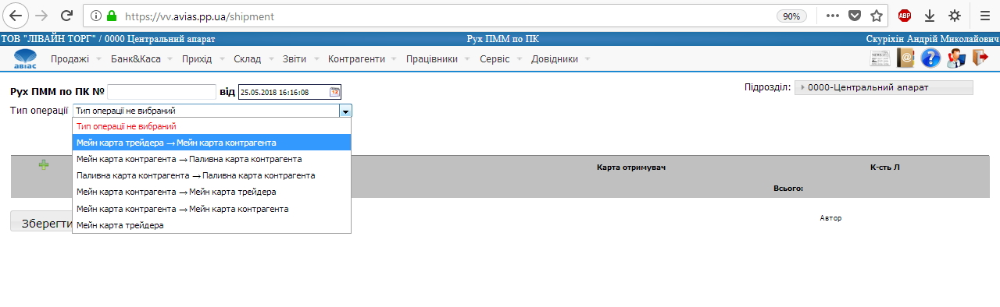 https://vv.avias.pp.ua/shipment 90% ABP
ТОВ "ЛІВАЙН ТОРГ" / 0000 Центральний апарат Рух ПММ по ПК Скуріхін Андрій Миколайович
авіас Продажі Банк&Каса Прихід Склад Звіти Контрагенти Працівники Сервіс Довідники NEWS
Рух ПММ по ПК № від 25.05.2018 16:16:08 12 Підрозділ: 0000-Центральний апарат
Тип операції Тип операції не вибраний
Тип операції не вибраний
Мейн карта трейдера → Мейн карта контрагента
Мейн карта контрагента → Паливна карта контрагента
Паливна карта контрагента → Паливна карта контрагента
Мейн карта контрагента → Мейн карта трейдера
Мейн карта контрагента → Мейн карта контрагента
Мейн карта трейдера
Карта отримувач К-сть Л
Всього:
Зберегти Автор